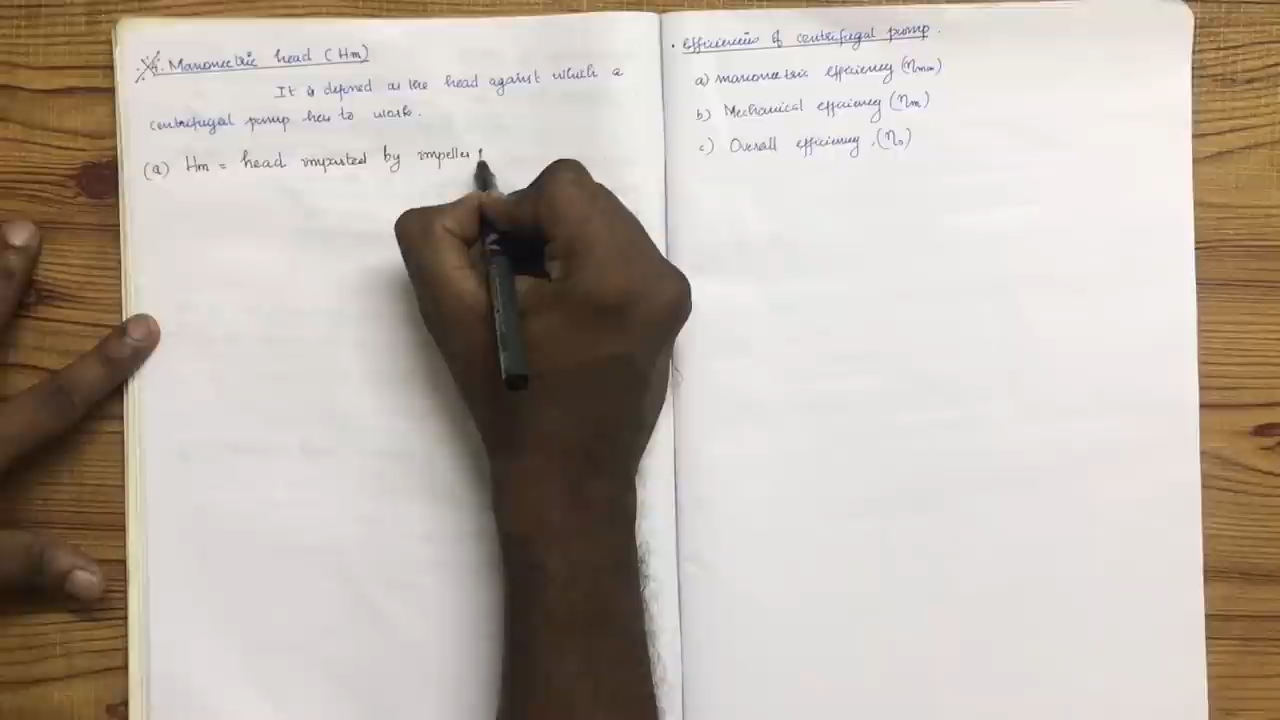 Manometric head (Hm)
It is defined as the head against which a
centrifugal pump has to work.
(a) Hm = head imparted by impeller
. Efficiencies of centrifugal pump.
a) manometric efficiency (ηman)
b) Mechanical efficiency (ηm)
c) Overall efficiency, (ηo)